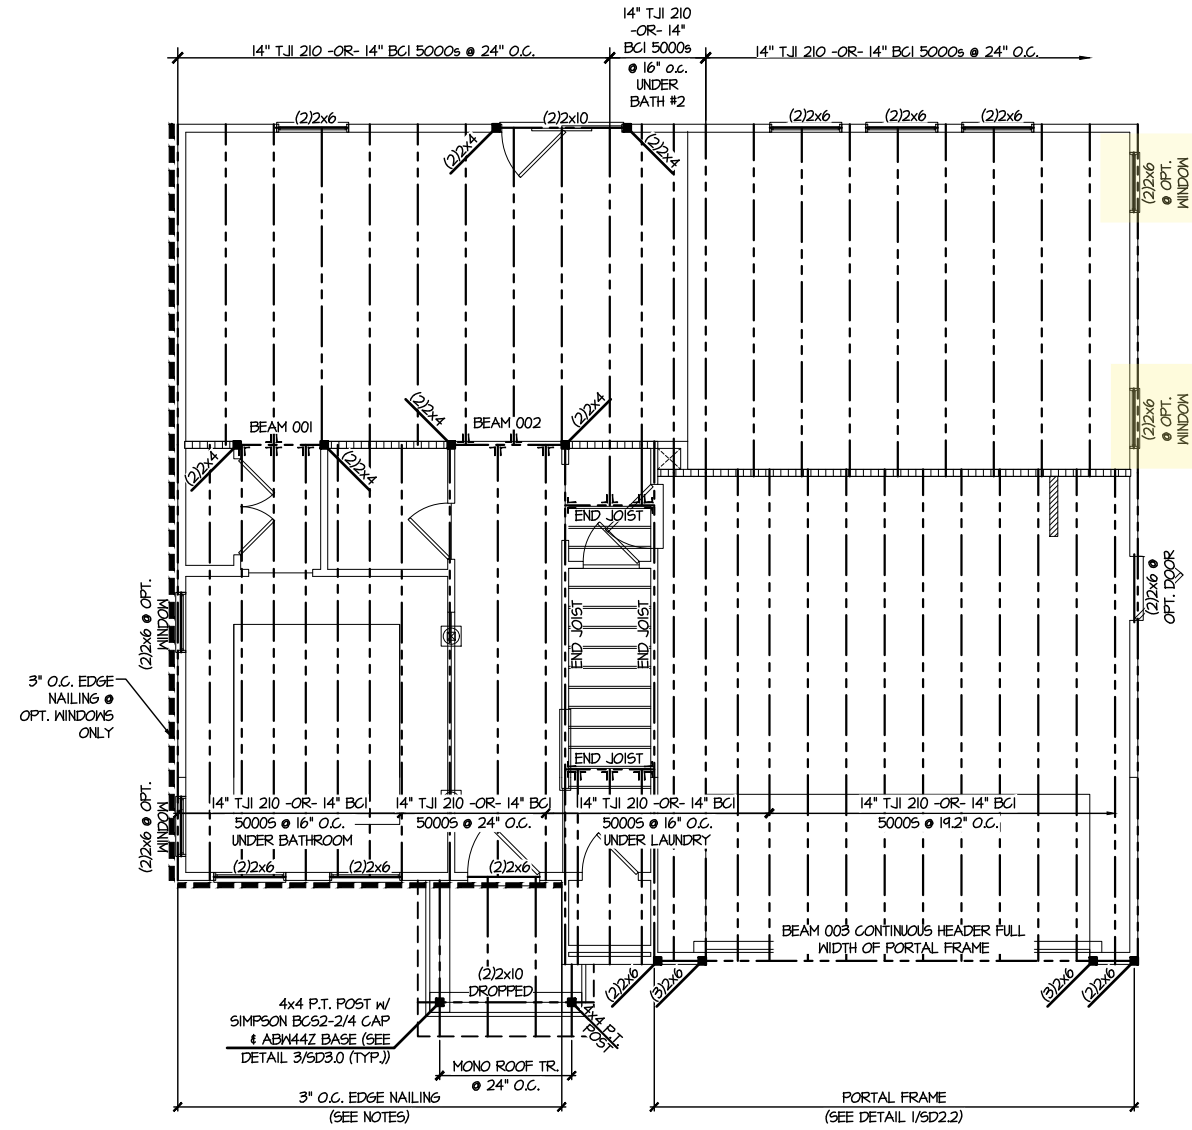 14" TJI 210
-OR- 14"
BCI 5000s
@ 16" O.C.
UNDER
BATH #2
14" TJI 210 -OR- 14" BCI 5000s @ 24" O.C.
14" TJI 210 -OR- 14" BCI 5000s @ 24" O.C.
(2)2x6
(2)2x10
(2)2x6
(2)2x6
(2)2x6
(2)2x4
(2)2x4
(2)2x6
@ OPT.
WINDOW
(2)2x4
BEAM 001
BEAM 002
(2)2x4
(2)2x6
@ OPT.
WINDOW
(2)2x4
(2)2x4
END JOIST
(2)2x6 @
OPT. DOOR
(2)2x6 @ OPT.
WINDOW
END JOIST
END JOIST
3" O.C. EDGE
NAILING @
OPT. WINDOWS
ONLY
END JOIST
(2)2x6 @ OPT.
WINDOW
14" TJI 210 -OR- 14" BCI
5000S @ 16" O.C.
UNDER BATHROOM
14" TJI 210 -OR- 14" BCI
5000S @ 24" O.C.
14" TJI 210 -OR- 14" BCI
5000S @ 16" O.C.
UNDER LAUNDRY
14" TJI 210 -OR- 14" BCI
5000S @ 19.2" O.C.
(2)2x6
(2)2x6
(2)2x6
BEAM 003 CONTINUOUS HEADER FULL
WIDTH OF PORTAL FRAME
(2)2x10
DROPPED
(2)2x6
(3)2x6
(3)2x6
(2)2x6
4x4 P.T. POST W/
SIMPSON BCS2-2/4 CAP
& ABW44Z BASE (SEE
DETAIL 3/SD3.0 (TYP.))
4x4 P.T.
POST
MONO ROOF TR.
@ 24" O.C.
3" O.C. EDGE NAILING
(SEE NOTES)
PORTAL FRAME
(SEE DETAIL 1/SD2.2)